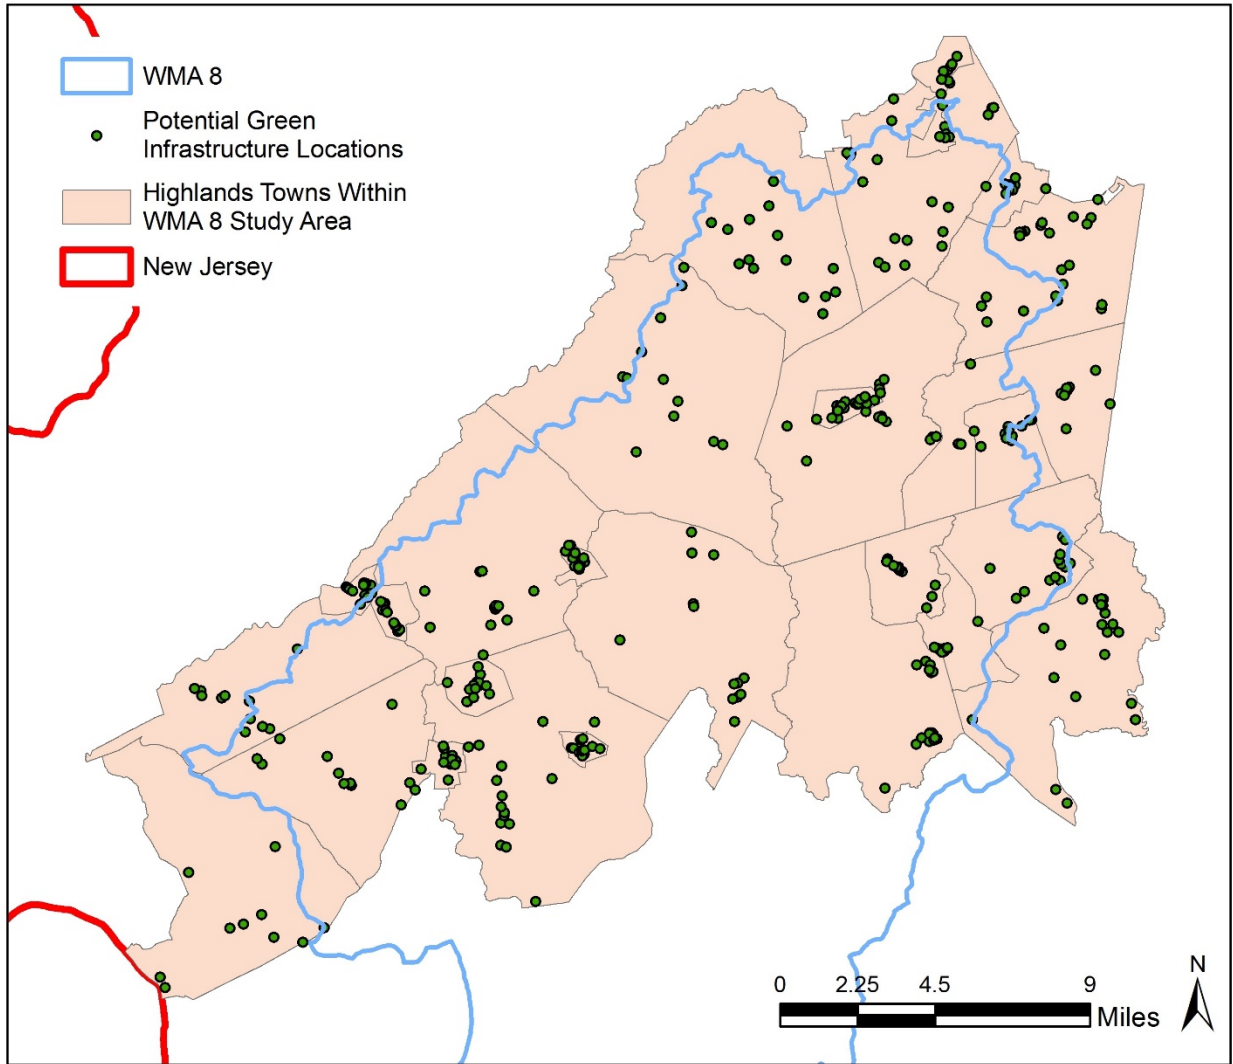 WMA 8
Potential Green
Infrastructure Locations
Highlands Towns Within
WMA 8 Study Area
New Jersey
N
0 2.25 4.5 9
Miles